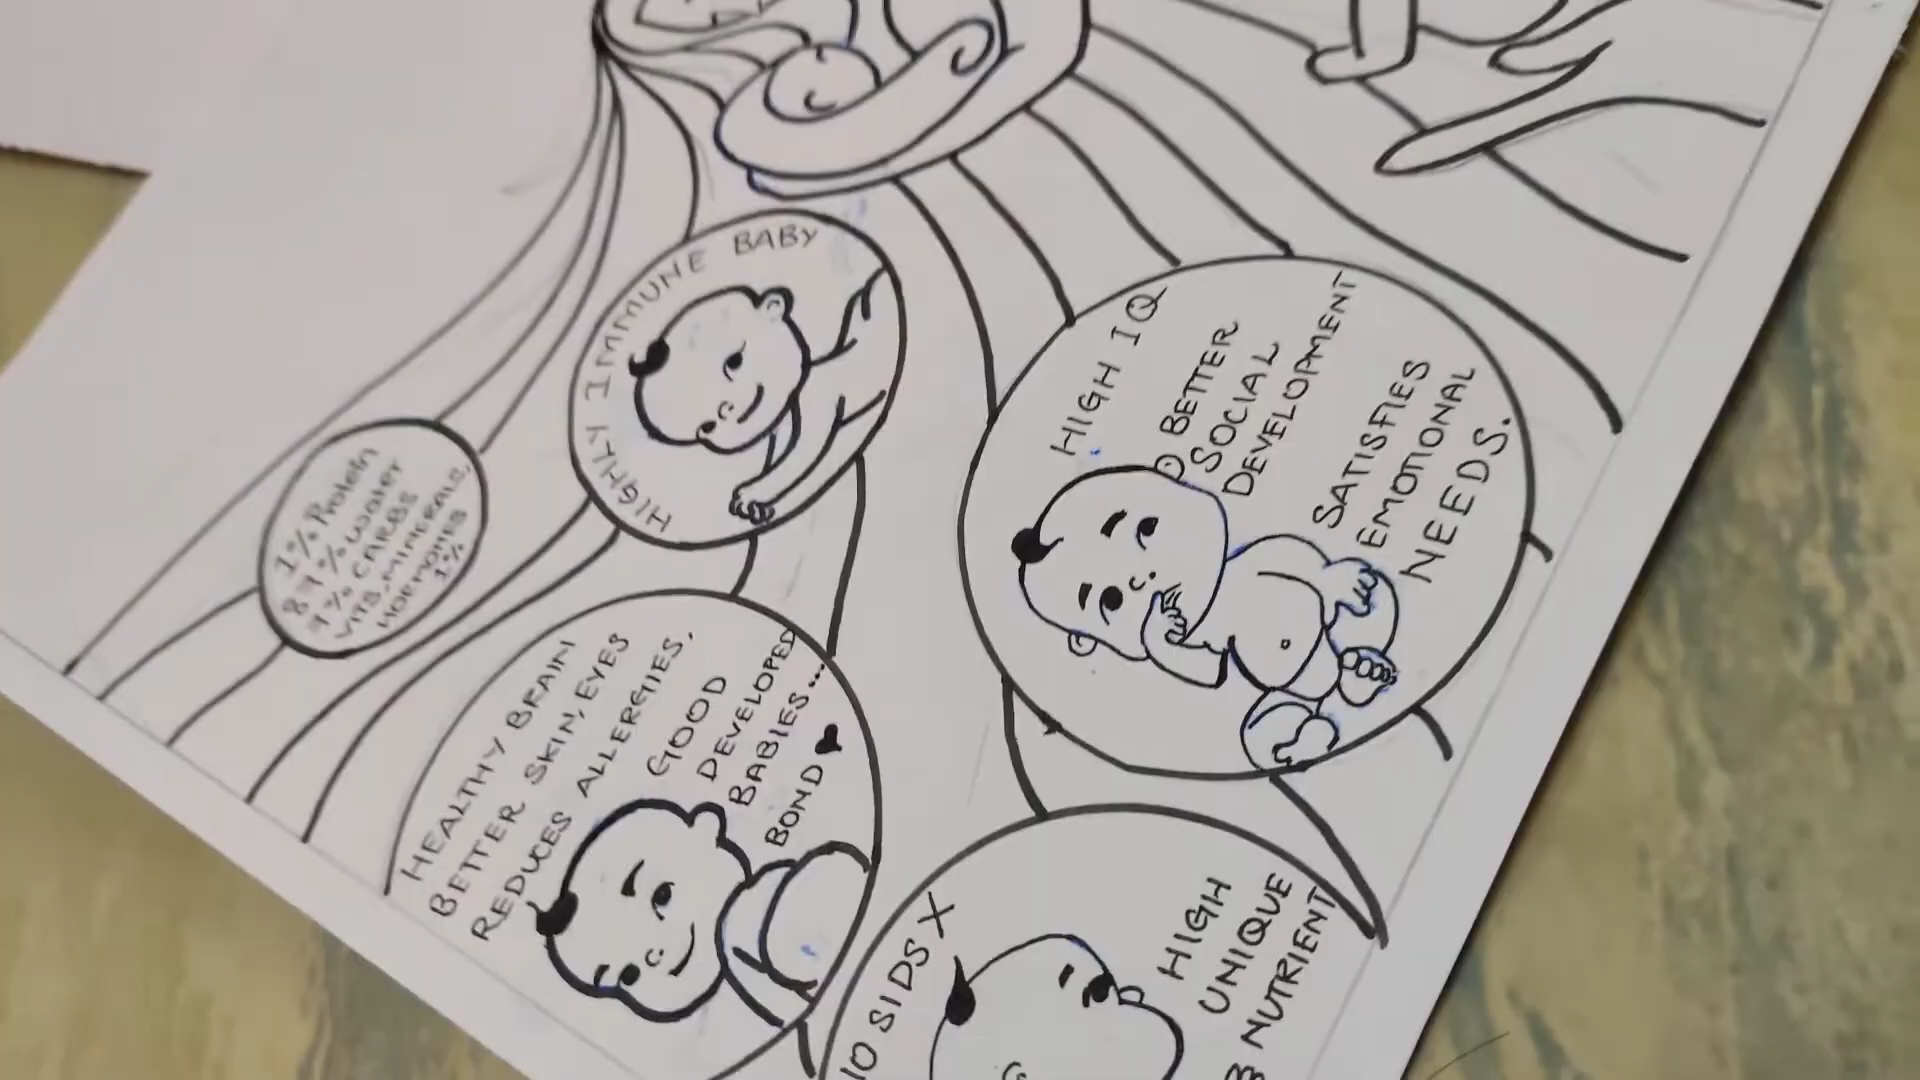 HIGHLY IMMUNE BABY
1% Protein
87% water
7% CARBS
VITS, MINERALS,
HORMONES
1%
HIGH IQ
BETTER
SOCIAL
DEVELOPMENT
SATISFIES
EMOTIONAL
NEEDS.
HEALTHY BRAIN
BETTER SKIN, EYES
REDUCES ALLERGIES.
GOOD
DEVELOPED
BABIES....
BOND
SIDS X
HIGH
UNIQUE
NUTRIENT